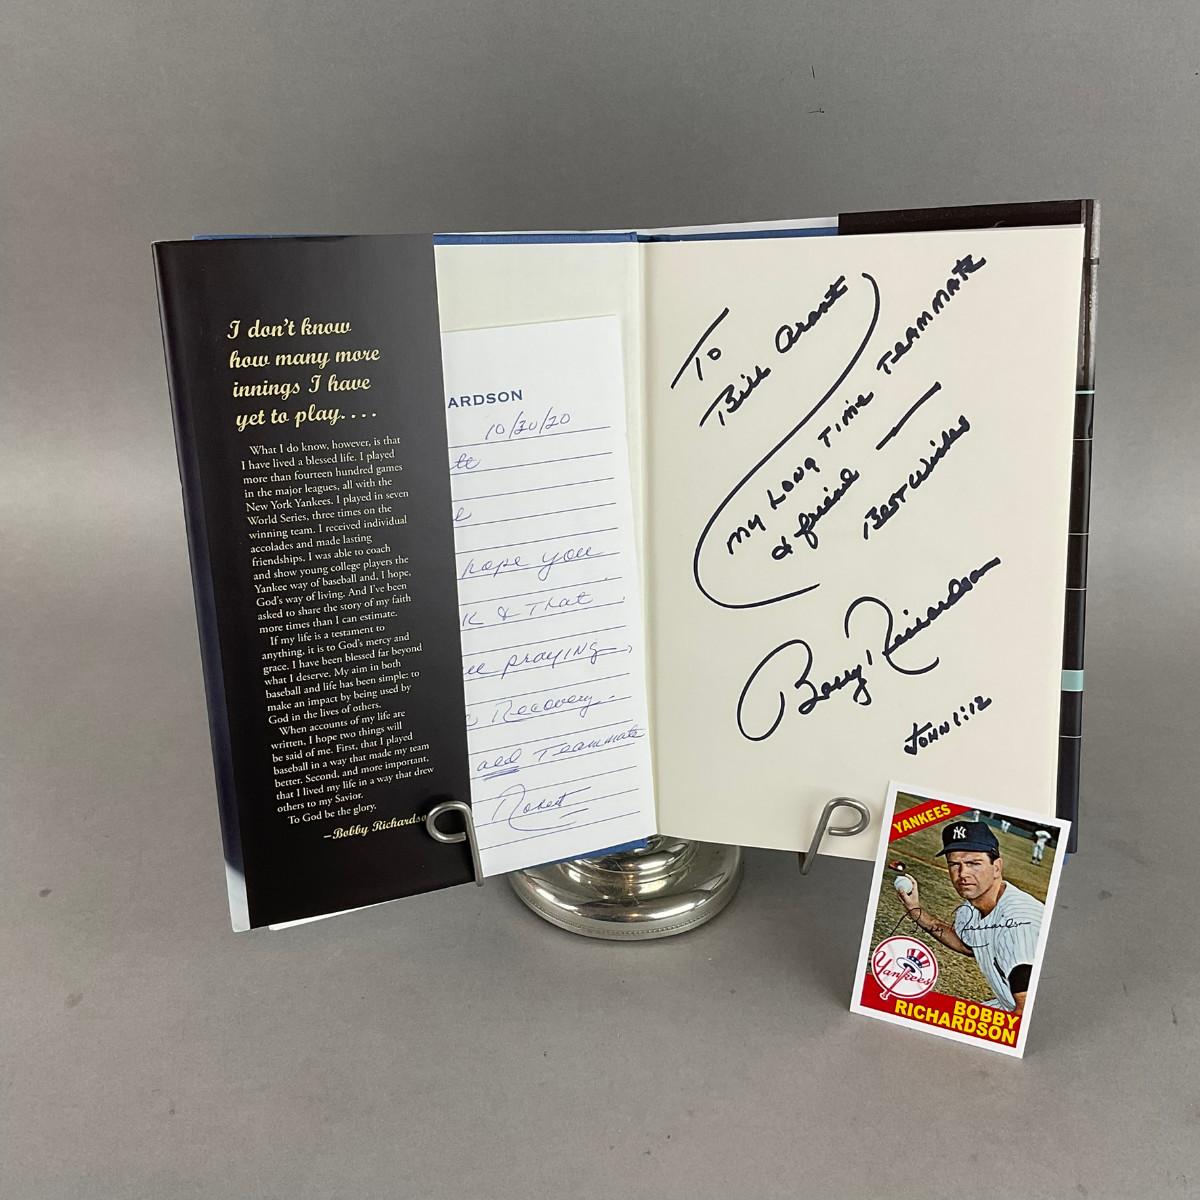 I don't know
how many more
innings I have
yet to play. . . .
What I do know, however, is that
I have lived a blessed life. I played
more than fourteen hundred games
in the major leagues, all with the
New York Yankees. I played in seven
World Series, three times on the
winning team. I received individual
accolades and made lasting
friendships. I was able to coach
and show young college players the
Yankee way of baseball and, I hope,
God's way of living. And I've been
asked to share the story of my faith
more times than I can estimate.
If my life is a testament to
anything, it is to God's mercy and
grace. I have been blessed far beyond
what I deserve. My aim in both
baseball and life has been simple: to
make an impact by being used by
God in the lives of others.
When accounts of my life are
written, I hope two things will
be said of me. First, that I played
baseball in a way that made my team
better. Second, and more important,
that I lived my life in a way that drew
others to my Savior.
To God be the glory.
—Bobby Richardso
ARDSON
10/30/20
hope you
& That
praying
Recovery.
Teammate
Robert
To
Bill Arant
My Long Time Teammate
& friend —
Best Wishes
Bobby Richardson
John 1:12
YANKEES
NY
Bobby Richardson
Yankees
BOBBY
RICHARDSON